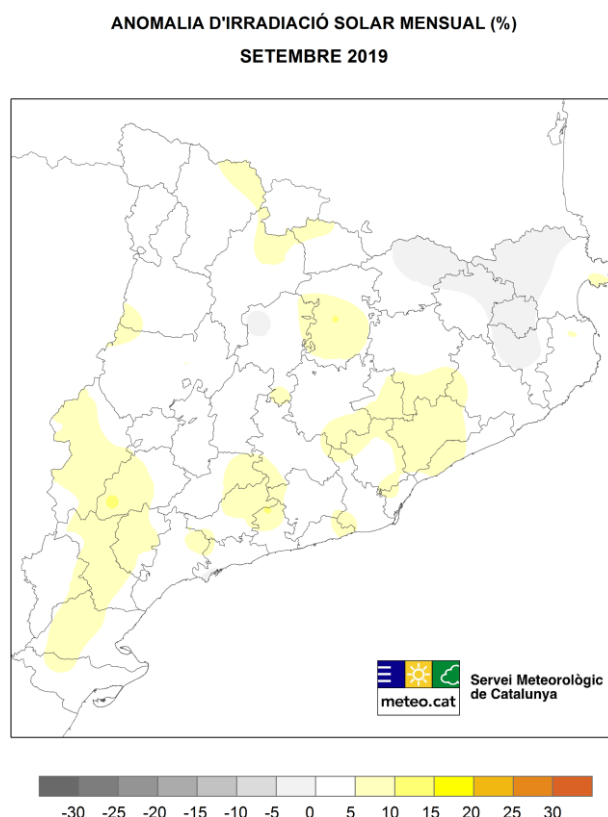 ANOMALIA D'IRRADIACIÓ SOLAR MENSUAL (%)
SETEMBRE 2019
meteo.cat
Servei Meteorològic
de Catalunya
-30 -25 -20 -15 -10 -5 0 5 10 15 20 25 30